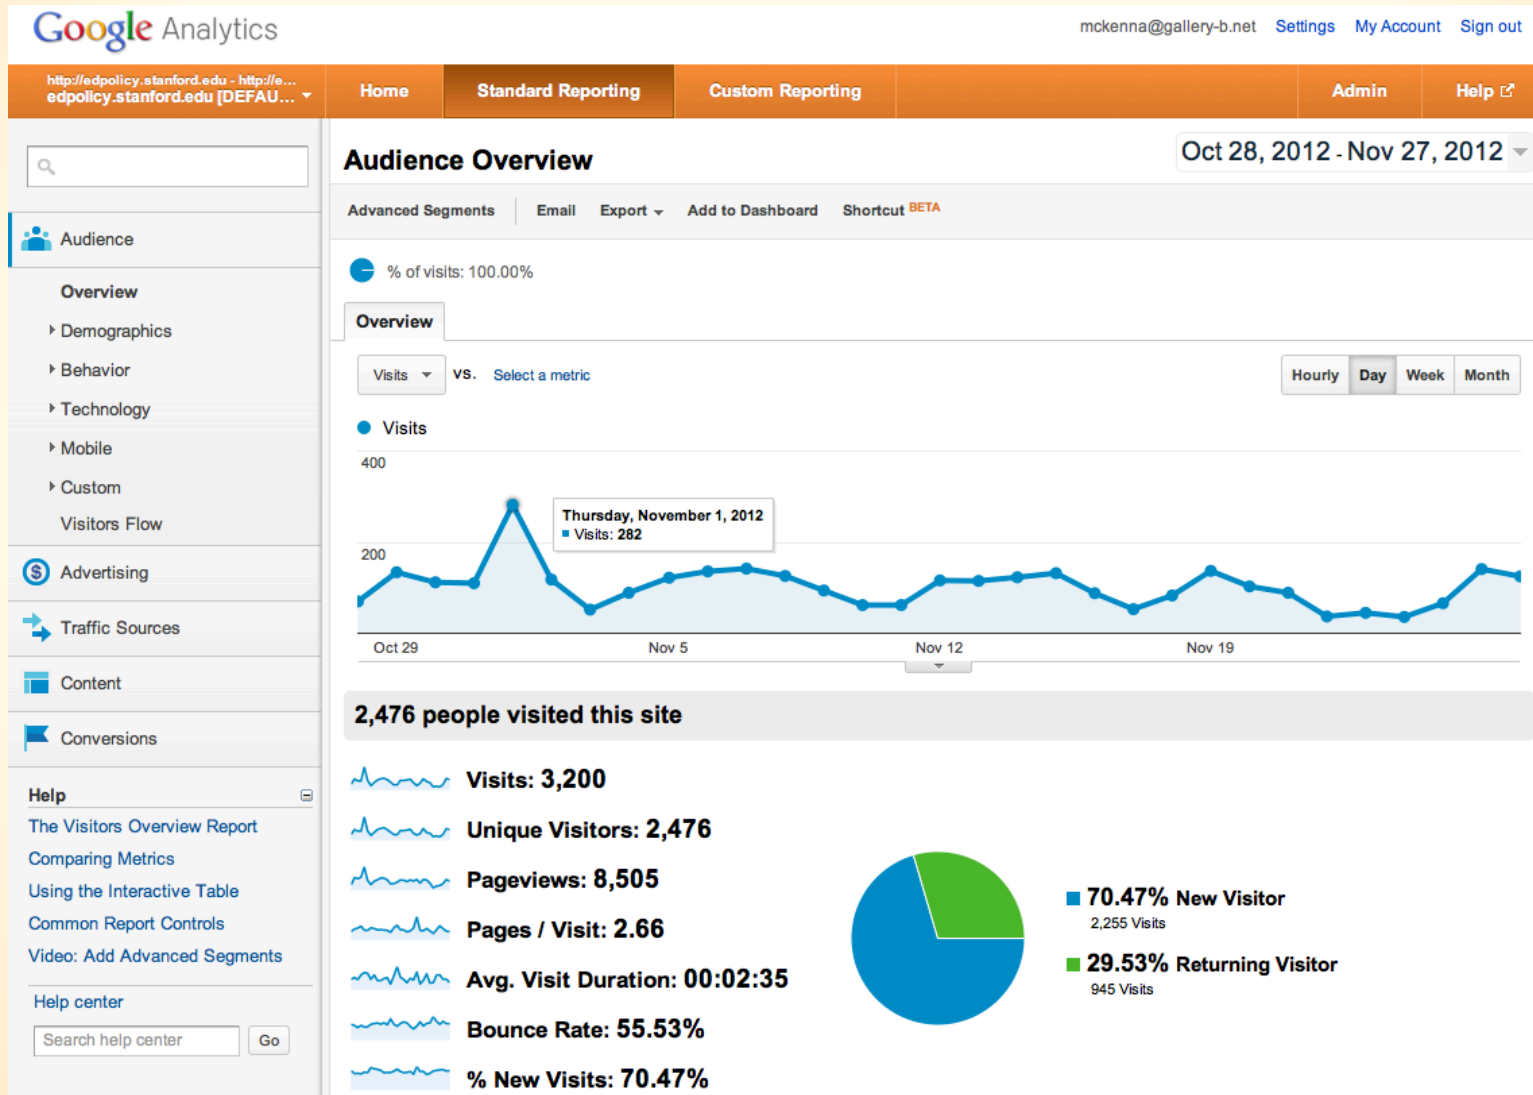 Google Analytics
mckenna@gallery-b.net Settings My Account Sign out
http://edpolicy.stanford.edu - http://e...
edpolicy.stanford.edu [DEFAU...
Home Standard Reporting Custom Reporting Admin Help
Audience Overview
Oct 28, 2012 - Nov 27, 2012
Advanced Segments Email Export Add to Dashboard Shortcut BETA
Audience
Overview
Demographics
Behavior
Technology
Mobile
Custom
Visitors Flow
Advertising
Traffic Sources
Content
Conversions
Help
The Visitors Overview Report
Comparing Metrics
Using the Interactive Table
Common Report Controls
Video: Add Advanced Segments
Help center
Search help center Go
% of visits: 100.00%
Overview
Visits vs. Select a metric
Hourly Day Week Month
Visits
400
200
Thursday, November 1, 2012
Visits: 282
Oct 29 Nov 5 Nov 12 Nov 19
2,476 people visited this site
Visits: 3,200
Unique Visitors: 2,476
Pageviews: 8,505
Pages / Visit: 2.66
Avg. Visit Duration: 00:02:35
Bounce Rate: 55.53%
% New Visits: 70.47%
70.47% New Visitor
2,255 Visits
29.53% Returning Visitor
945 Visits